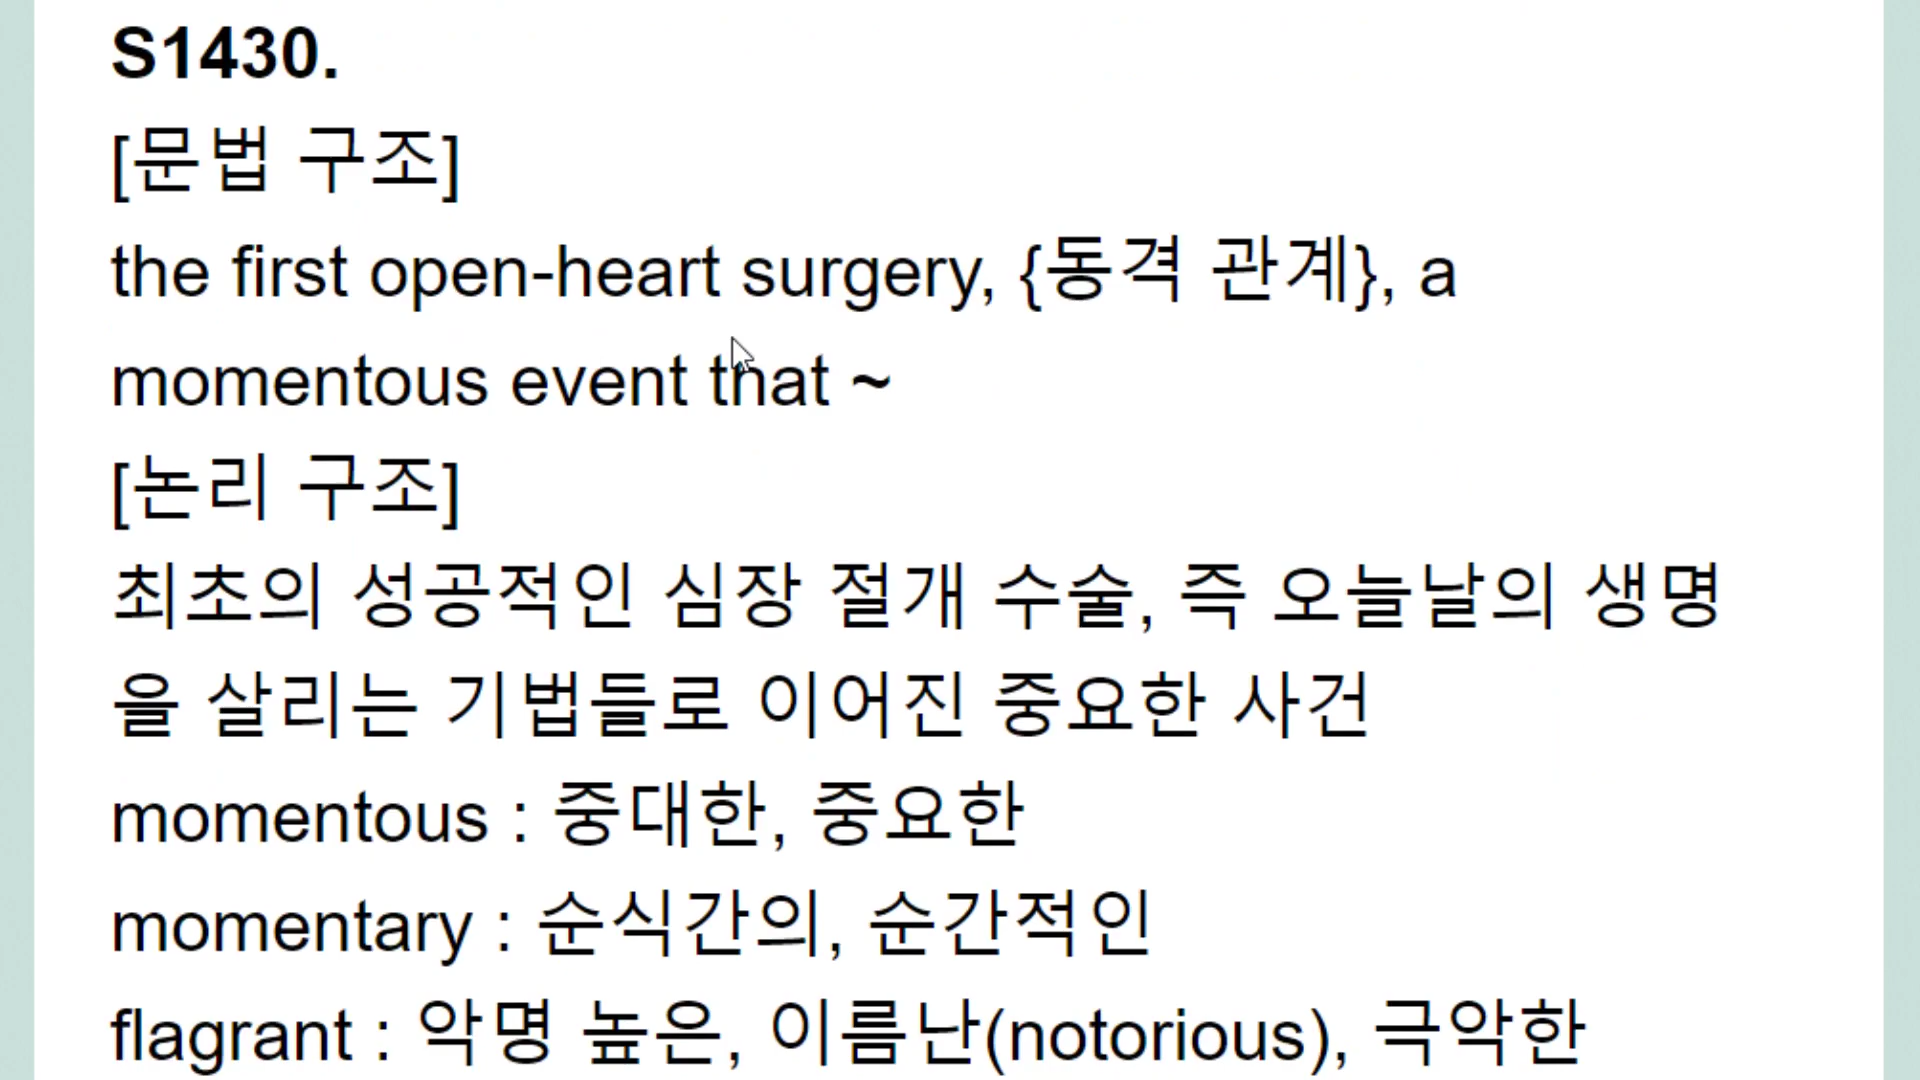 S1430.
[문법 구조]
the first open-heart surgery, {동격 관계}, a
momentous event that ~
[논리 구조]
최초의 성공적인 심장 절개 수술, 즉 오늘날의 생명
을 살리는 기법들로 이어진 중요한 사건
momentous : 중대한, 중요한
momentary : 순식간의, 순간적인
flagrant : 악명 높은, 이름난(notorious), 극악한